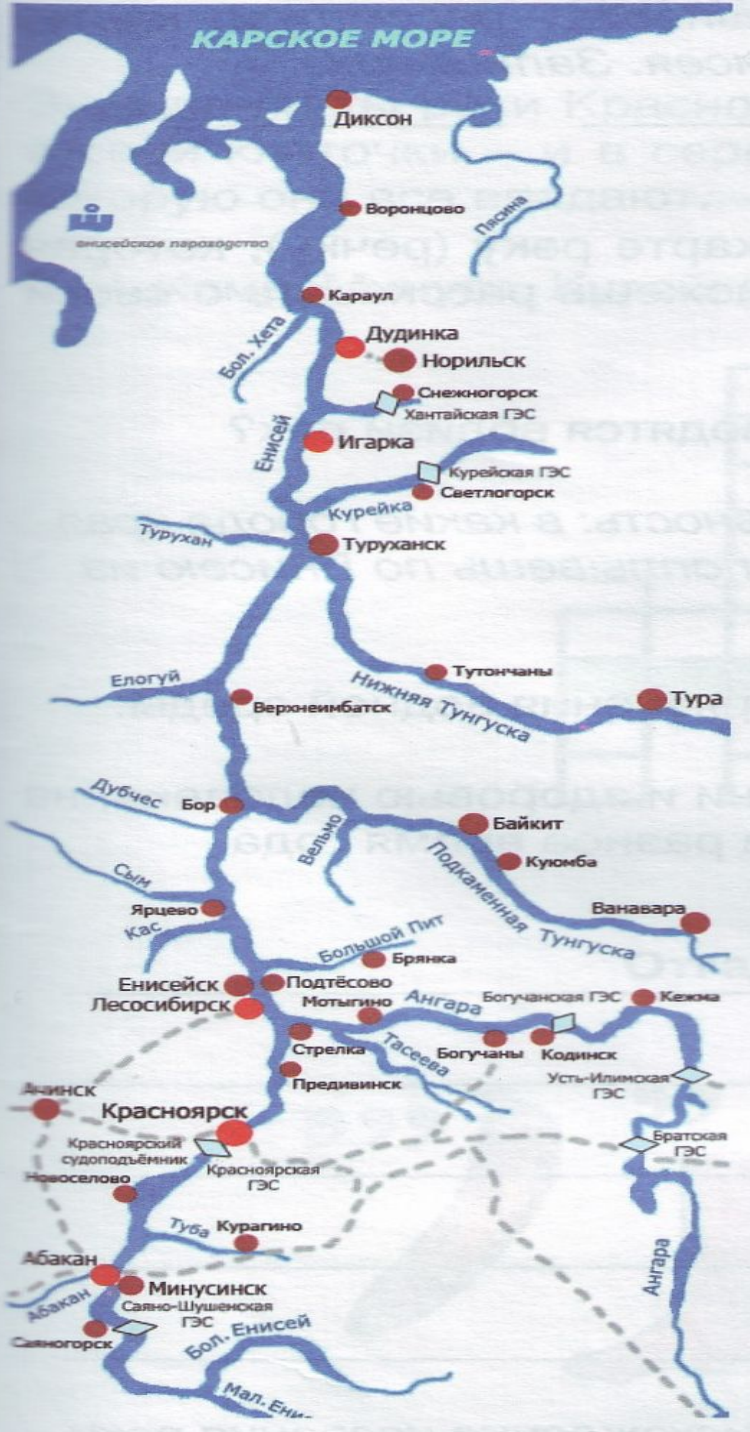 КАРСКОЕ МОРЕ
Диксон
Воронцово
Пясина
енисейское пароходство
Караул
Бол. Хета
Дудинка
Норильск
Снежногорск
Хантайская ГЭС
Енисей
Игарка
Курейская ГЭС
Светлогорск
Курейка
Турухан
Туруханск
Елогуй
Тутончаны
Нижняя Тунгуска
Тура
Верхнеимбатск
Дубчес
Бор
Вельмо
Байкит
Куюмба
Подкаменная Тунгуска
Ванавара
Сым
Ярцево
Кас
Большой Пит
Брянка
Енисейск
Подтёсово
Лесосибирск
Мотыгино
Ангара
Богучанская ГЭС
Кежма
Стрелка
Тасеева
Богучаны
Кодинск
Усть-Илимская
ГЭС
Предивинск
Ачинск
Красноярск
Красноярский
судоподъёмник
Красноярская
ГЭС
Братская
ГЭС
Новоселово
Туба
Курагино
Ангара
Абакан
Абакан
Минусинск
Саяно-Шушенская
ГЭС
Саяногорск
Бол. Енисей
Мал. Ени